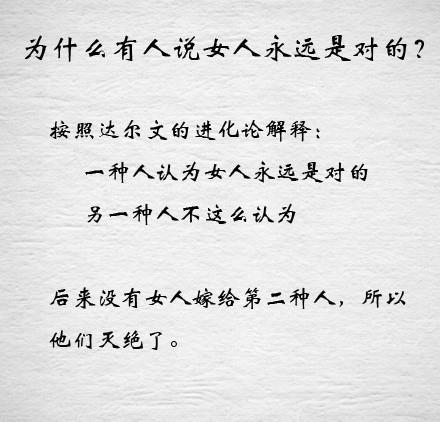 为什么有人说女人永远是对的？
按照达尔文的进化论解释：
一种人认为女人永远是对的
另一种人不这么认为
后来没有女人嫁给第二种人，所以
他们灭绝了。